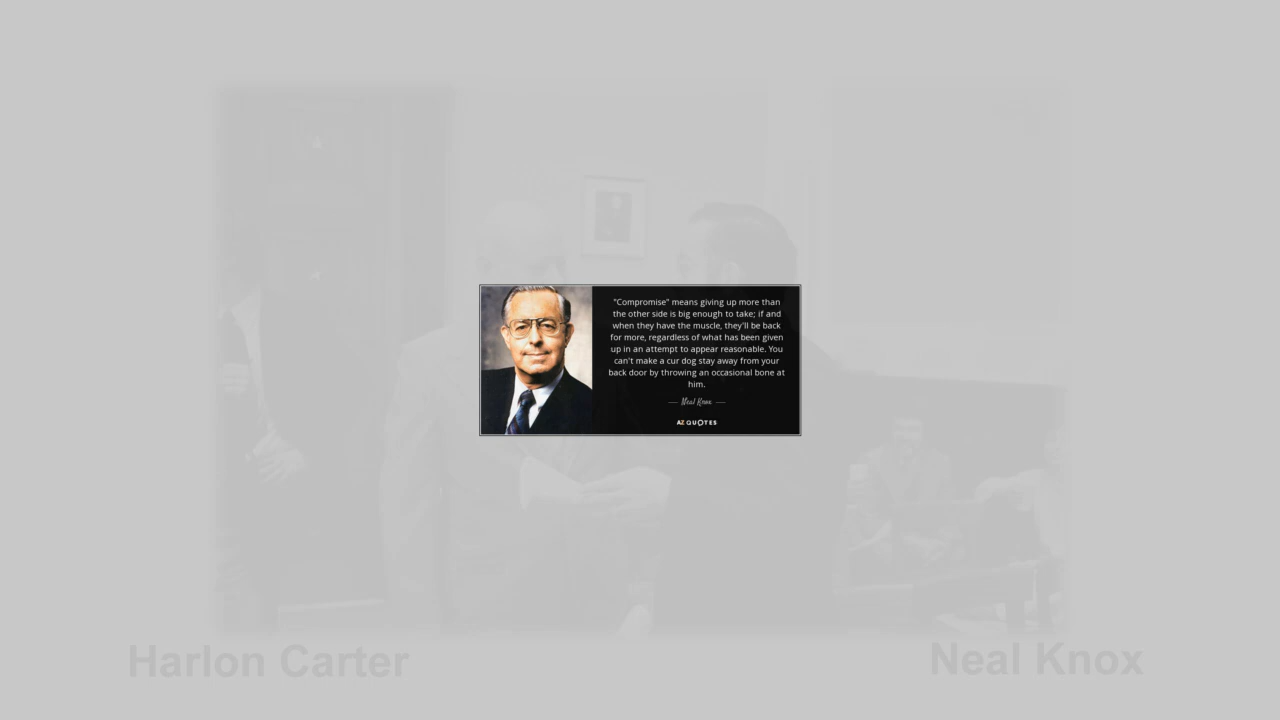 "Compromise" means giving up more than
the other side is big enough to take; if and
when they have the muscle, they'll be back
for more, regardless of what has been given
up in an attempt to appear reasonable. You
can't make a cur dog stay away from your
back door by throwing an occasional bone at
him.
— Neal Knox —
AZ QUOTES
Harlon Carter
Neal Knox